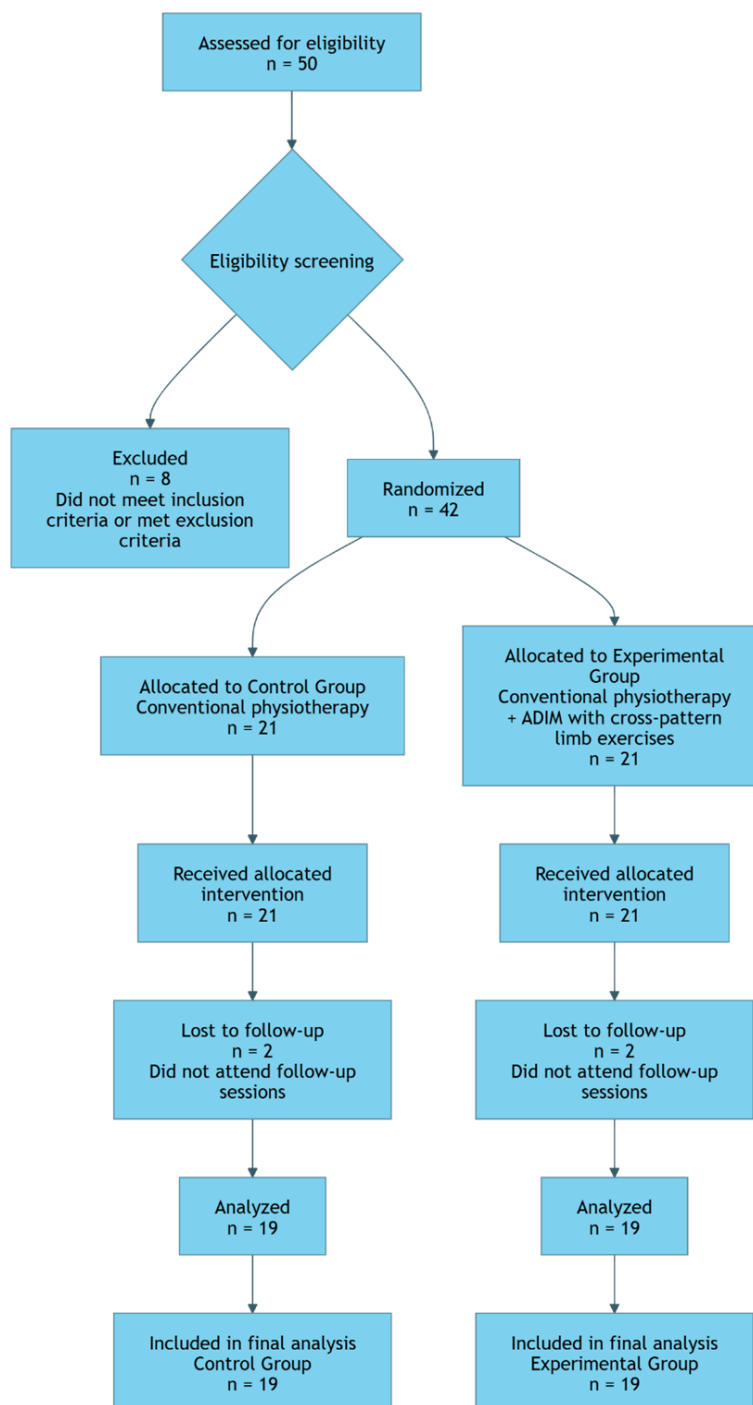 Assessed for eligibility
n = 50
Eligibility screening
Excluded
n = 8
Did not meet inclusion
criteria or met exclusion
criteria
Randomized
n = 42
Allocated to Control Group
Conventional physiotherapy
n = 21
Allocated to Experimental
Group
Conventional physiotherapy
+ ADIM with cross-pattern
limb exercises
n = 21
Received allocated
intervention
n = 21
Received allocated
intervention
n = 21
Lost to follow-up
n = 2
Did not attend follow-up
sessions
Lost to follow-up
n = 2
Did not attend follow-up
sessions
Analyzed
n = 19
Analyzed
n = 19
Included in final analysis
Control Group
n = 19
Included in final analysis
Experimental Group
n = 19